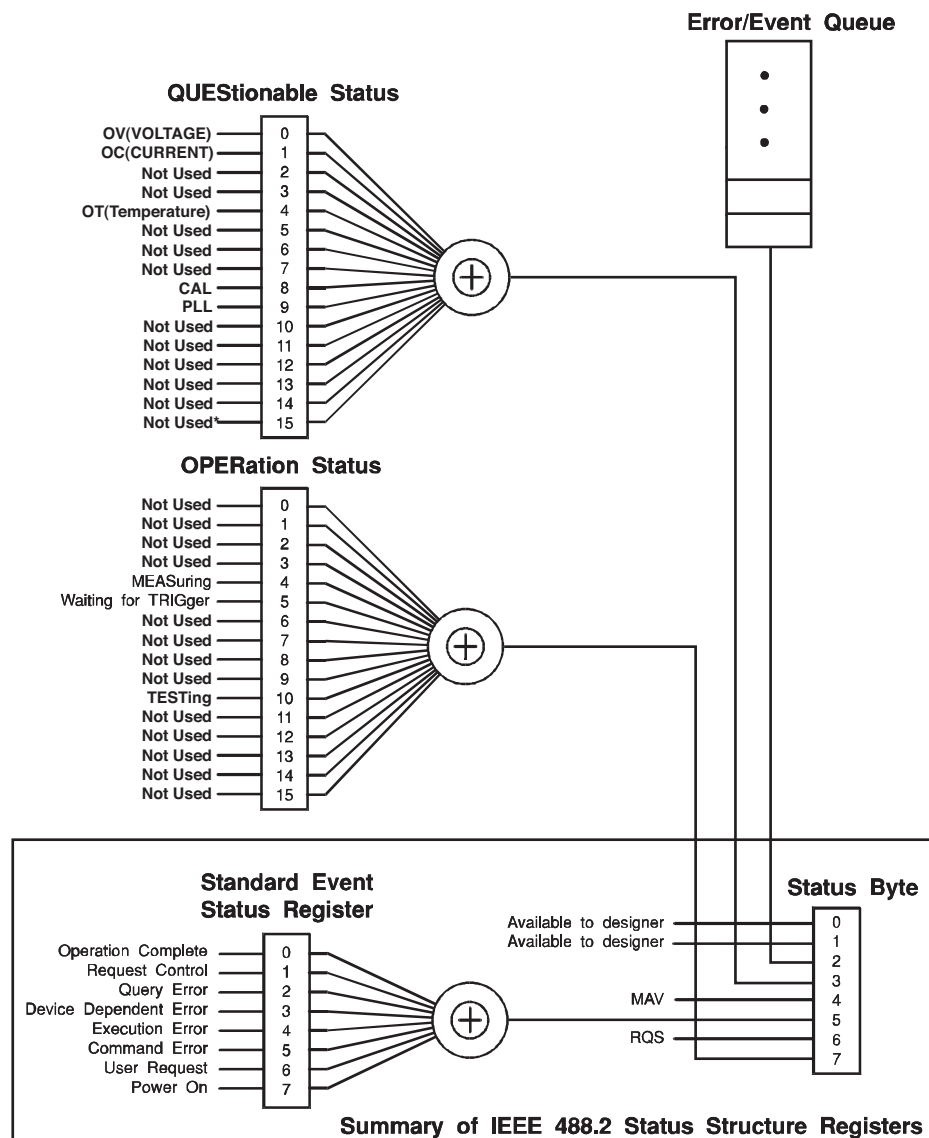 Error/Event Queue
QUEStionable Status
OV(VOLTAGE) 0
OC(CURRENT) 1
Not Used 2
Not Used 3
OT(Temperature) 4
Not Used 5
Not Used 6
Not Used 7
CAL 8
PLL 9
Not Used 10
Not Used 11
Not Used 12
Not Used 13
Not Used 14
Not Used* 15
OPERation Status
Not Used 0
Not Used 1
Not Used 2
Not Used 3
MEASuring 4
Waiting for TRIGger 5
Not Used 6
Not Used 7
Not Used 8
Not Used 9
TESTing 10
Not Used 11
Not Used 12
Not Used 13
Not Used 14
Not Used 15
Standard Event
Status Register
Operation Complete 0
Request Control 1
Query Error 2
Device Dependent Error 3
Execution Error 4
Command Error 5
User Request 6
Power On 7
Status Byte
Available to designer 0
Available to designer 1
2
3
MAV 4
5
RQS 6
7
Summary of IEEE 488.2 Status Structure Registers